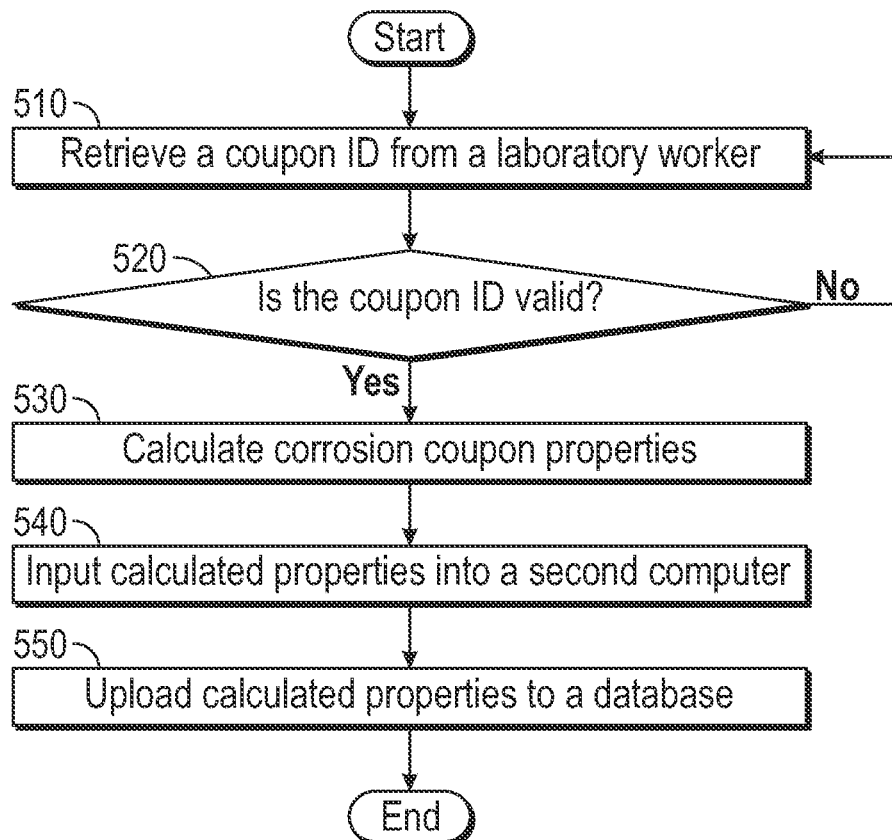 Start
510
Retrieve a coupon ID from a laboratory worker
520
Is the coupon ID valid?
No
Yes
530
Calculate corrosion coupon properties
540
Input calculated properties into a second computer
550
Upload calculated properties to a database
End